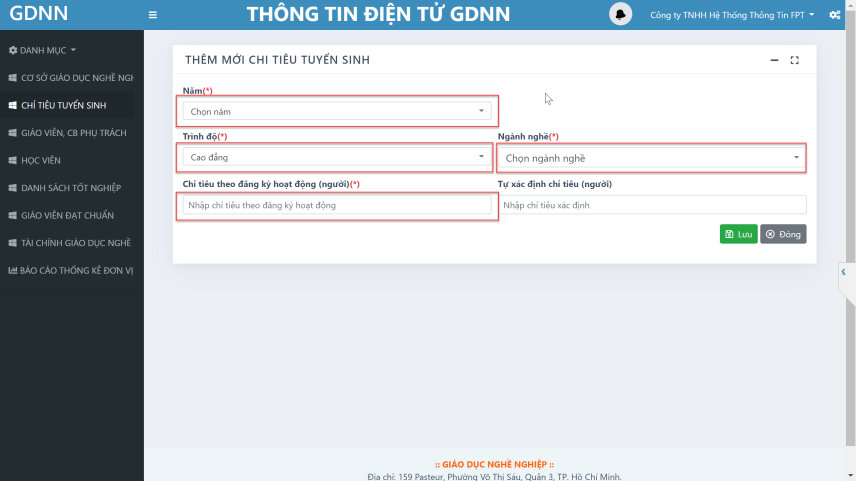 GDNN
THÔNG TIN ĐIỆN TỬ GDNN
Công ty TNHH Hệ Thống Thông Tin FPT
DANH MỤC
CƠ SỞ GIÁO DỤC NGHỀ NGH
CHỈ TIÊU TUYỂN SINH
GIÁO VIÊN, CB PHỤ TRÁCH
HỌC VIÊN
DANH SÁCH TỐT NGHIỆP
GIÁO VIÊN ĐẠT CHUẨN
TÀI CHÍNH GIÁO DỤC NGHỀ
BÁO CÁO THỐNG KÊ ĐƠN VỊ
THÊM MỚI CHỈ TIÊU TUYỂN SINH
Năm(*)
Chọn năm
Trình độ(*)
Ngành nghề(*)
Cao đẳng
Chọn ngành nghề
Chỉ tiêu theo đăng ký hoạt động (người)(*)
Tự xác định chỉ tiêu (người)
Nhập chỉ tiêu theo đăng ký hoạt động
Nhập chỉ tiêu xác định
Lưu
Đóng
:: GIÁO DỤC NGHỀ NGHIỆP ::
Địa chỉ: 159 Pasteur, Phường Võ Thị Sáu, Quận 3, TP. Hồ Chí Minh.